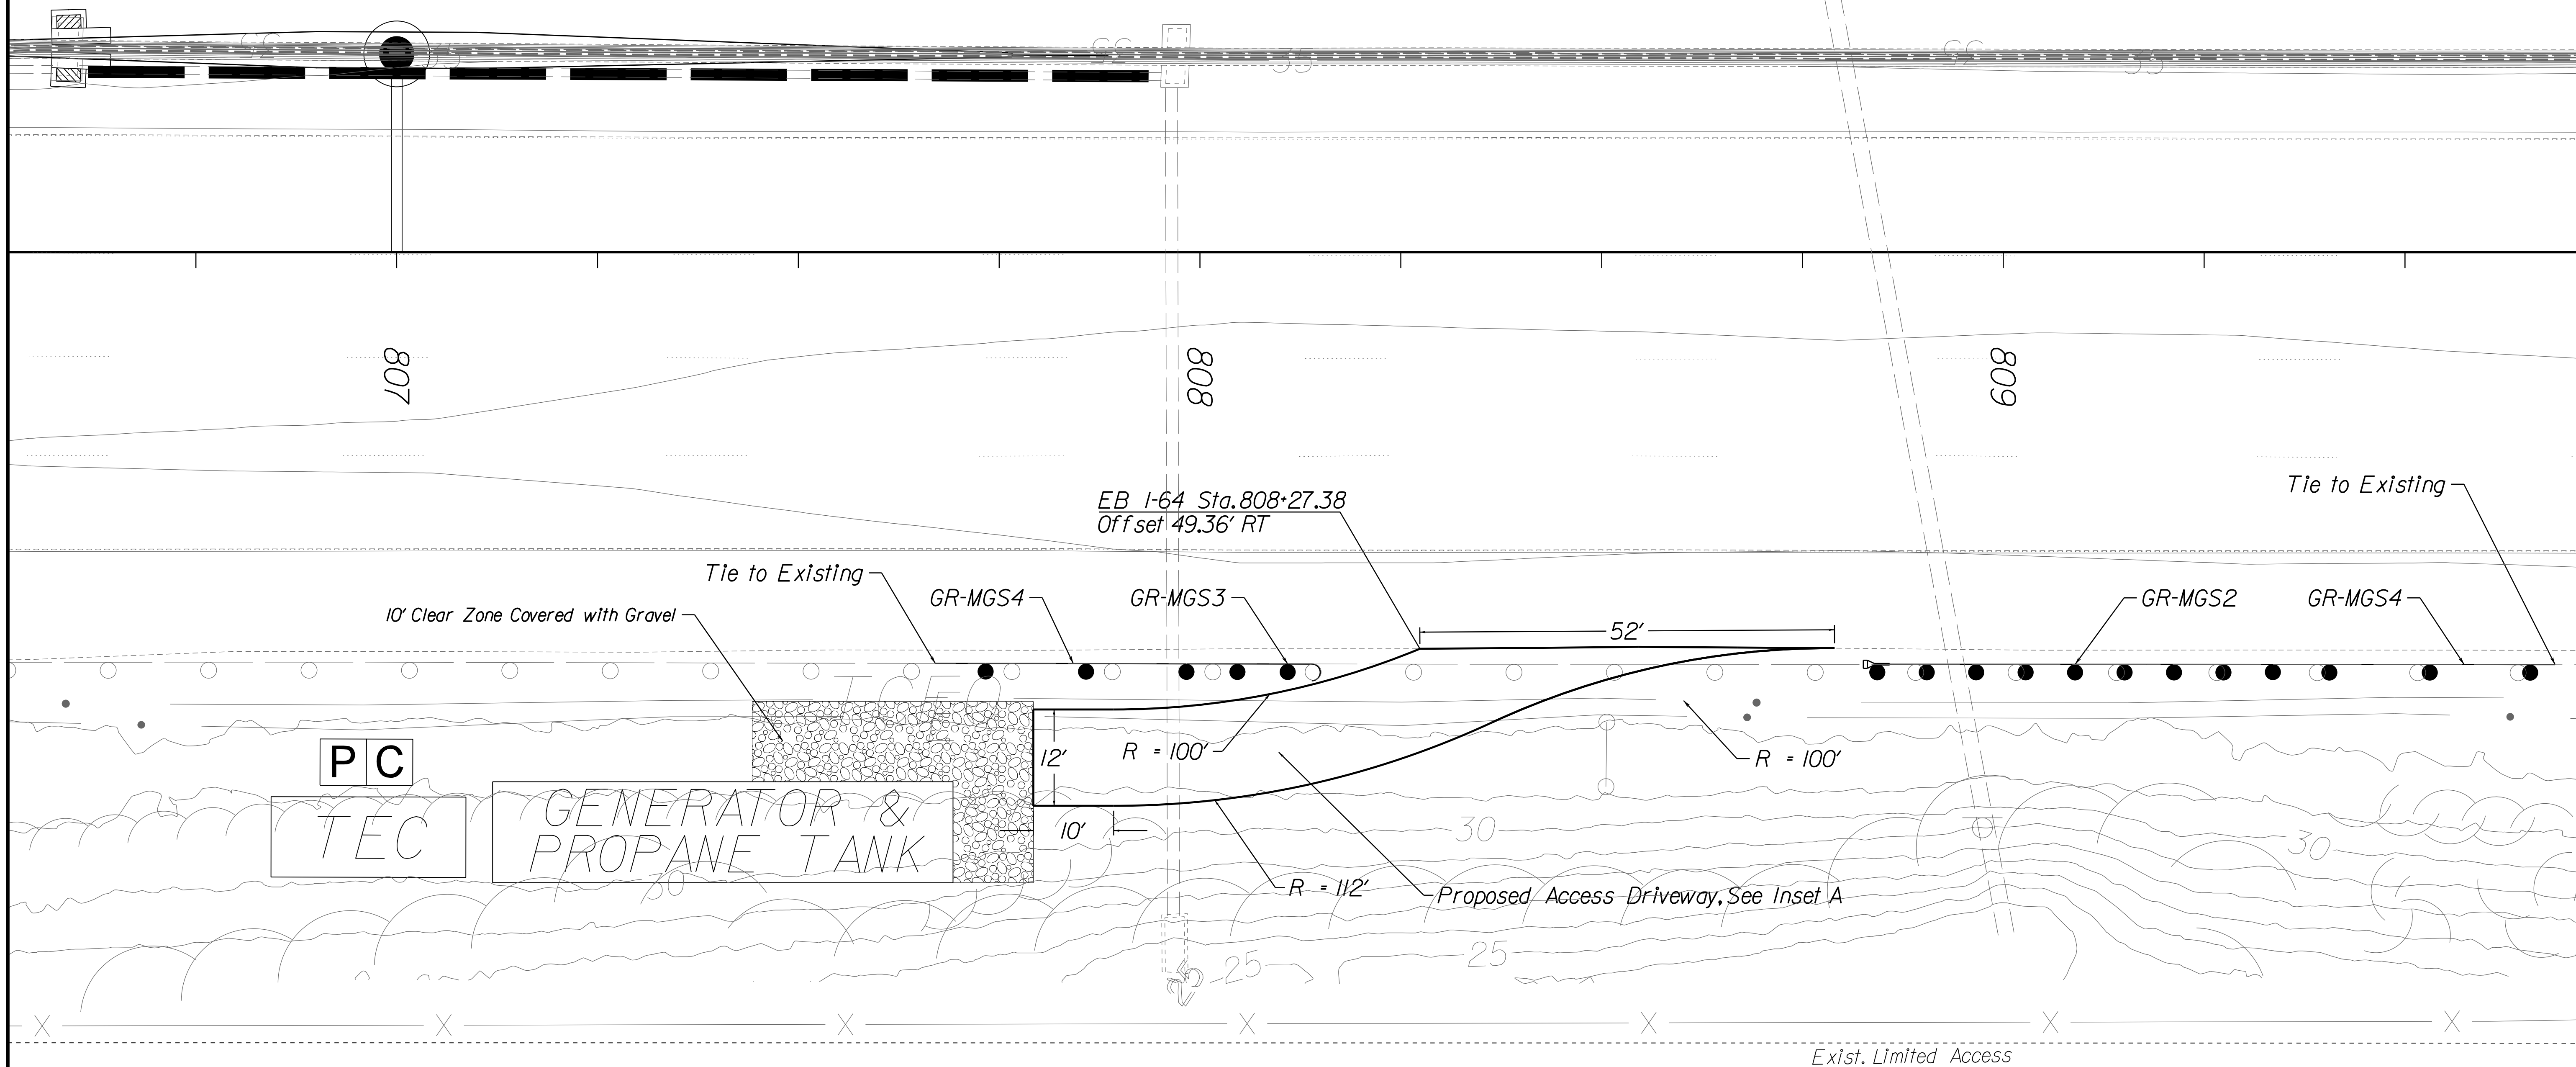 807
808
809
EB I-64 Sta. 808+27.38
Offset 49.36' RT
Tie to Existing
Tie to Existing
10' Clear Zone Covered with Gravel
GR-MGS4
GR-MGS3
GR-MGS2
GR-MGS4
52'
12'
R = 100'
R = 100'
P C
TEC
GENERATOR &
PROPANE TANK
10'
R = 112'
Proposed Access Driveway, See Inset A
30
30
30
25
25
X X X X X X X
Exist. Limited Access